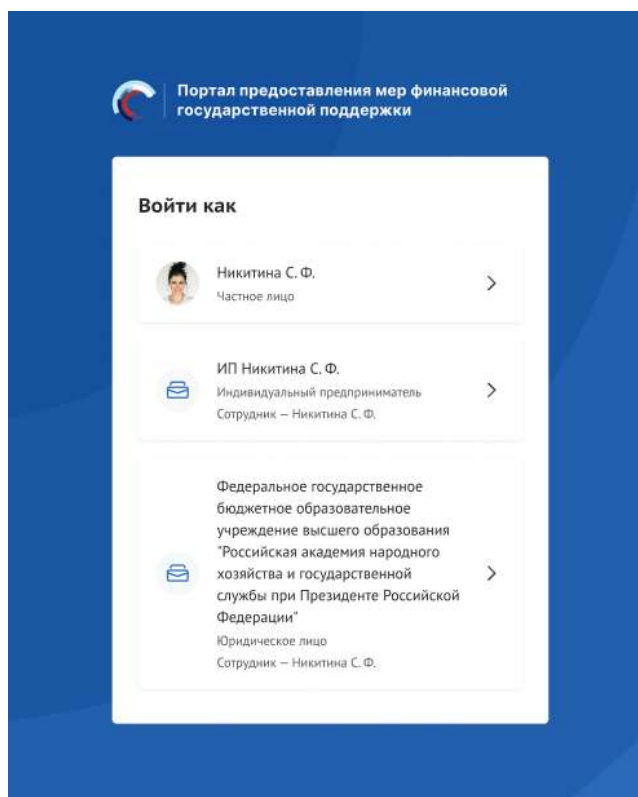 Портал предоставления мер финансовой
государственной поддержки
Войти как
Никитина С. Ф.
Частное лицо
ИП Никитина С. Ф.
Индивидуальный предприниматель
Сотрудник — Никитина С. Ф.
Федеральное государственное
бюджетное образовательное
учреждение высшего образования
"Российская академия народного
хозяйства и государственной
службы при Президенте Российской
Федерации"
Юридическое лицо
Сотрудник — Никитина С. Ф.